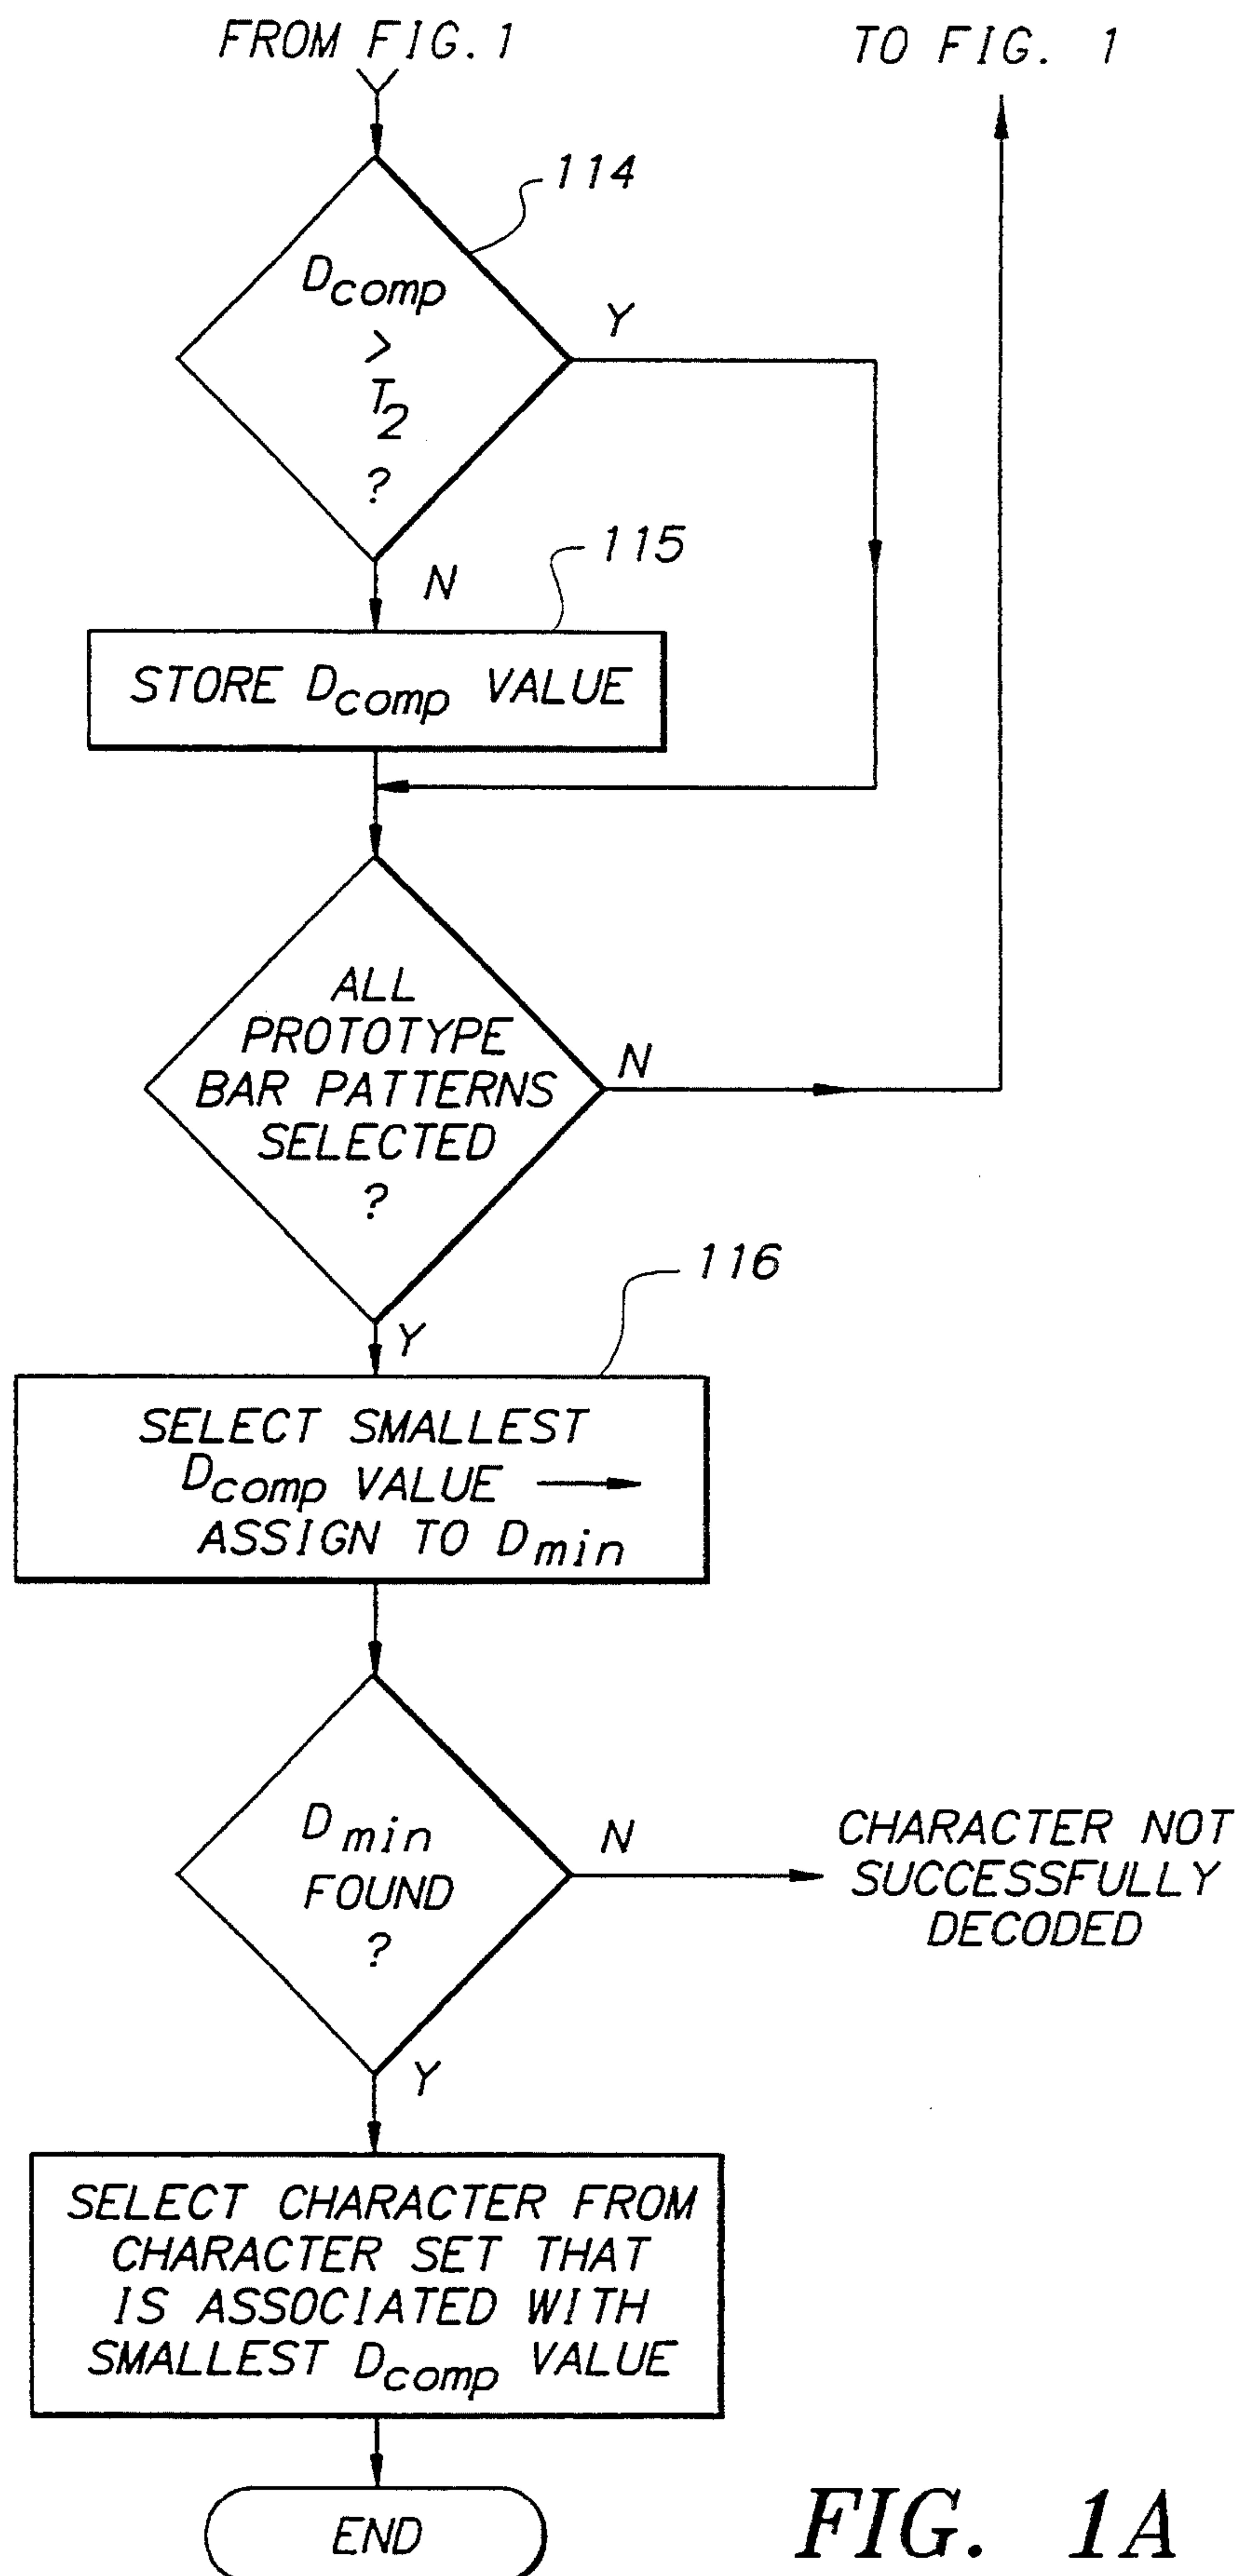 FROM FIG. 1
TO FIG. 1
114
Dcomp
>
T2
?
Y
N
115
STORE Dcomp VALUE
ALL
PROTOTYPE
BAR PATTERNS
SELECTED
?
N
Y
116
SELECT SMALLEST
Dcomp VALUE →
ASSIGN TO Dmin
Dmin
FOUND
?
N
CHARACTER NOT
SUCCESSFULLY
DECODED
Y
SELECT CHARACTER FROM
CHARACTER SET THAT
IS ASSOCIATED WITH
SMALLEST Dcomp VALUE
END
FIG. 1A